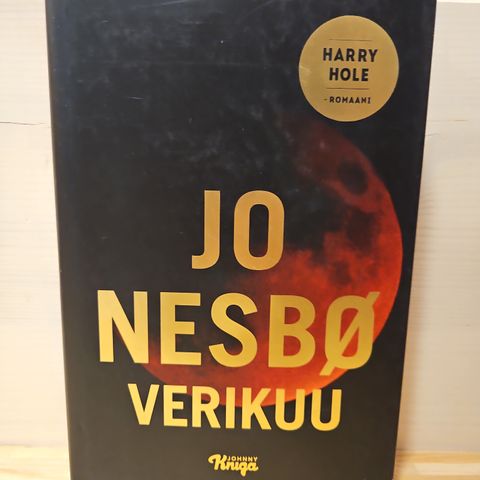 HARRY
HOLE
-ROMAANI
JO
NESBØ
VERIKUU
JOHNNY
Kniga